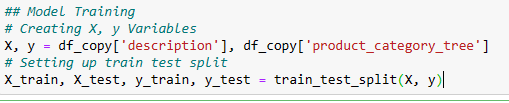 ## Model Training
# Creating X, y Variables
X, y = df_copy['description'], df_copy['product_category_tree']
# Setting up train test split
X_train, X_test, y_train, y_test = train_test_split(X, y)